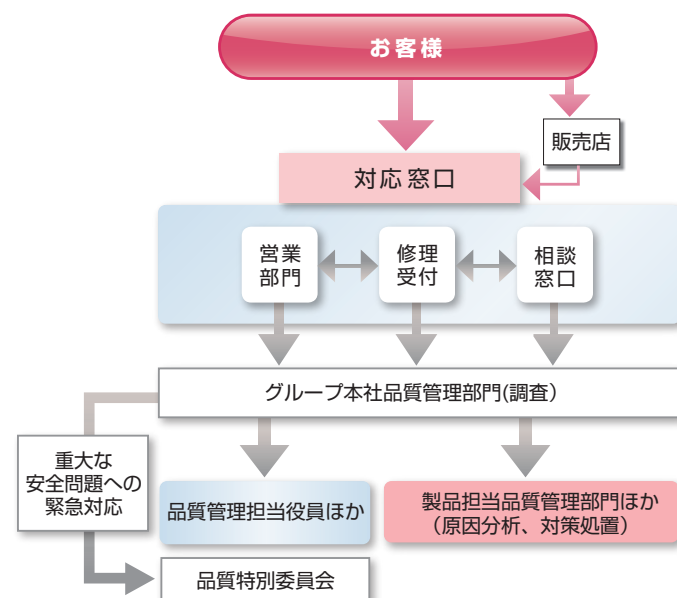 お客様
販売店
対応窓口
営業
部門
修理
受付
相談
窓口
グループ本社品質管理部門(調査）
重大な
安全問題への
緊急対応
品質管理担当役員ほか
製品担当品質管理部門ほか
（原因分析、対策処置）
品質特別委員会